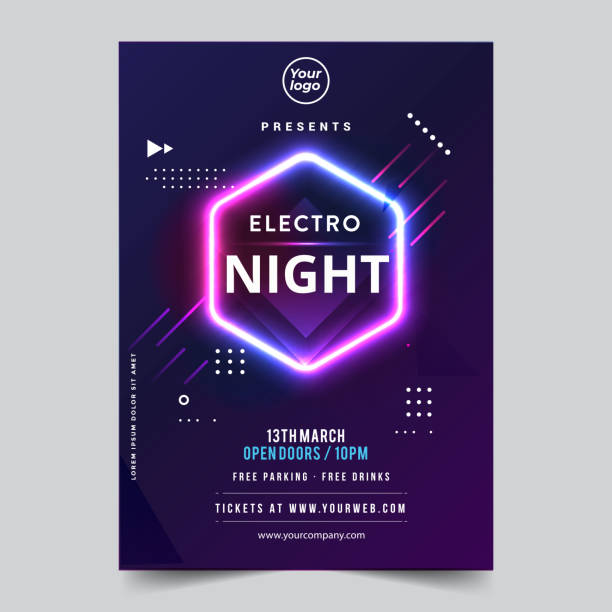 Your
logo
PRESENTS
ELECTRO
NIGHT
LOREM IPSUM DOLOR SIT AMET
13TH MARCH
OPEN DOORS / 10PM
FREE PARKING · FREE DRINKS
TICKETS AT WWW.YOURWEB.COM
www.yourcompany.com